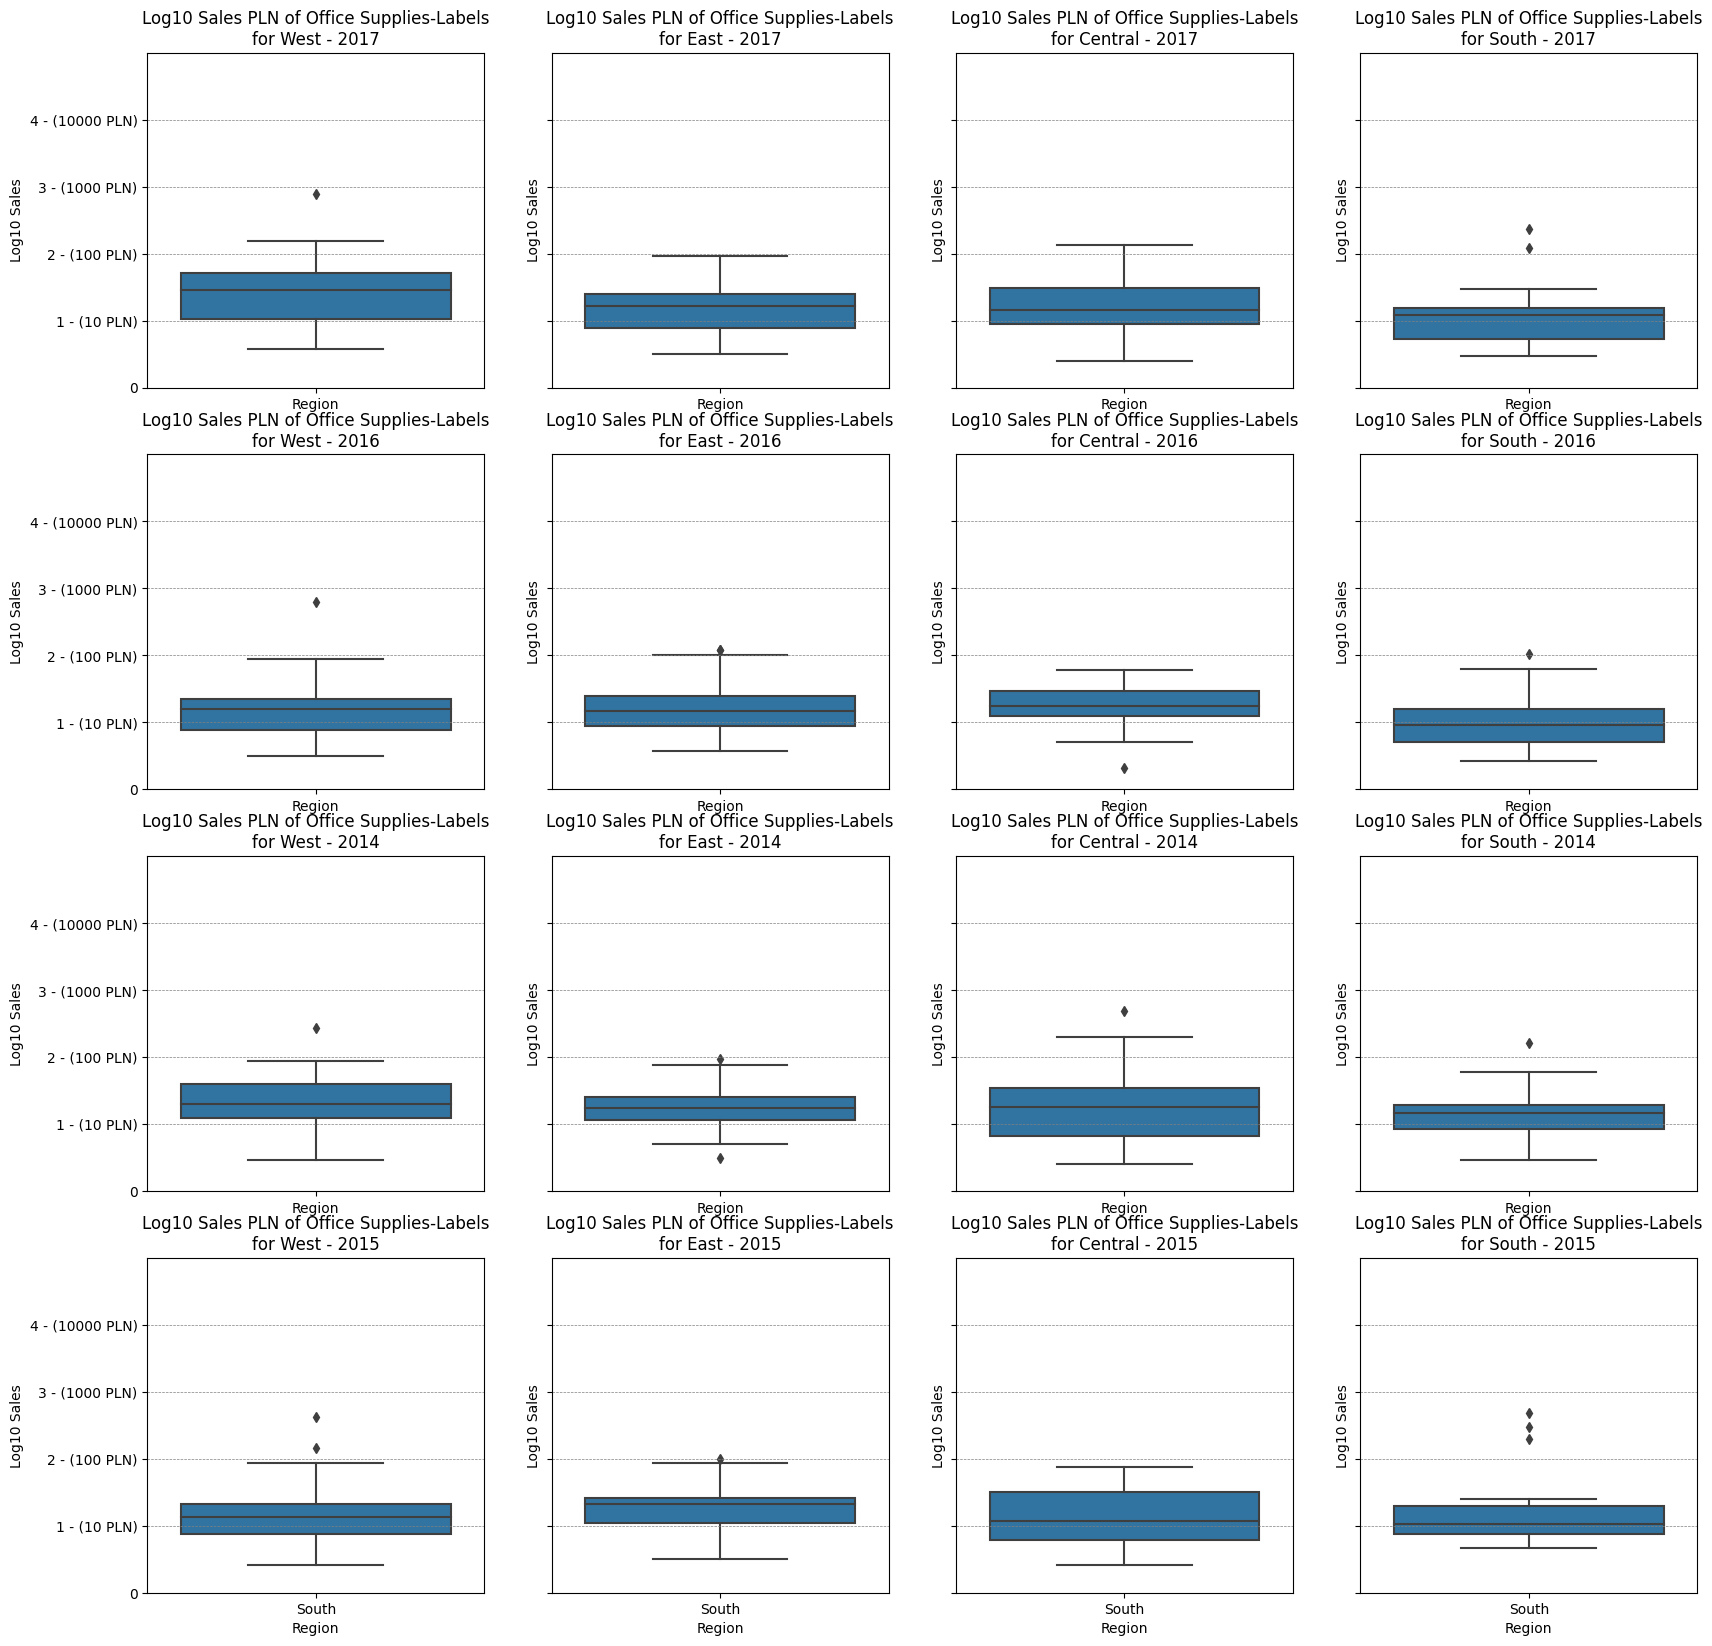 Log10 Sales PLN of Office Supplies-Labels
for West - 2017
Log10 Sales PLN of Office Supplies-Labels
for East - 2017
Log10 Sales PLN of Office Supplies-Labels
for Central - 2017
Log10 Sales PLN of Office Supplies-Labels
for South - 2017
4 - (10000 PLN)
3 - (1000 PLN)
2 - (100 PLN)
1 - (10 PLN)
0
Log10 Sales
Log10 Sales
Log10 Sales
Log10 Sales
Region
Region
Region
Region
Log10 Sales PLN of Office Supplies-Labels
for West - 2016
Log10 Sales PLN of Office Supplies-Labels
for East - 2016
Log10 Sales PLN of Office Supplies-Labels
for Central - 2016
Log10 Sales PLN of Office Supplies-Labels
for South - 2016
4 - (10000 PLN)
3 - (1000 PLN)
2 - (100 PLN)
1 - (10 PLN)
0
Log10 Sales
Log10 Sales
Log10 Sales
Log10 Sales
Region
Region
Region
Region
Log10 Sales PLN of Office Supplies-Labels
for West - 2014
Log10 Sales PLN of Office Supplies-Labels
for East - 2014
Log10 Sales PLN of Office Supplies-Labels
for Central - 2014
Log10 Sales PLN of Office Supplies-Labels
for South - 2014
4 - (10000 PLN)
3 - (1000 PLN)
2 - (100 PLN)
1 - (10 PLN)
0
Log10 Sales
Log10 Sales
Log10 Sales
Log10 Sales
Region
Region
Region
Region
Log10 Sales PLN of Office Supplies-Labels
for West - 2015
Log10 Sales PLN of Office Supplies-Labels
for East - 2015
Log10 Sales PLN of Office Supplies-Labels
for Central - 2015
Log10 Sales PLN of Office Supplies-Labels
for South - 2015
4 - (10000 PLN)
3 - (1000 PLN)
2 - (100 PLN)
1 - (10 PLN)
0
Log10 Sales
Log10 Sales
Log10 Sales
Log10 Sales
South
South
South
South
Region
Region
Region
Region